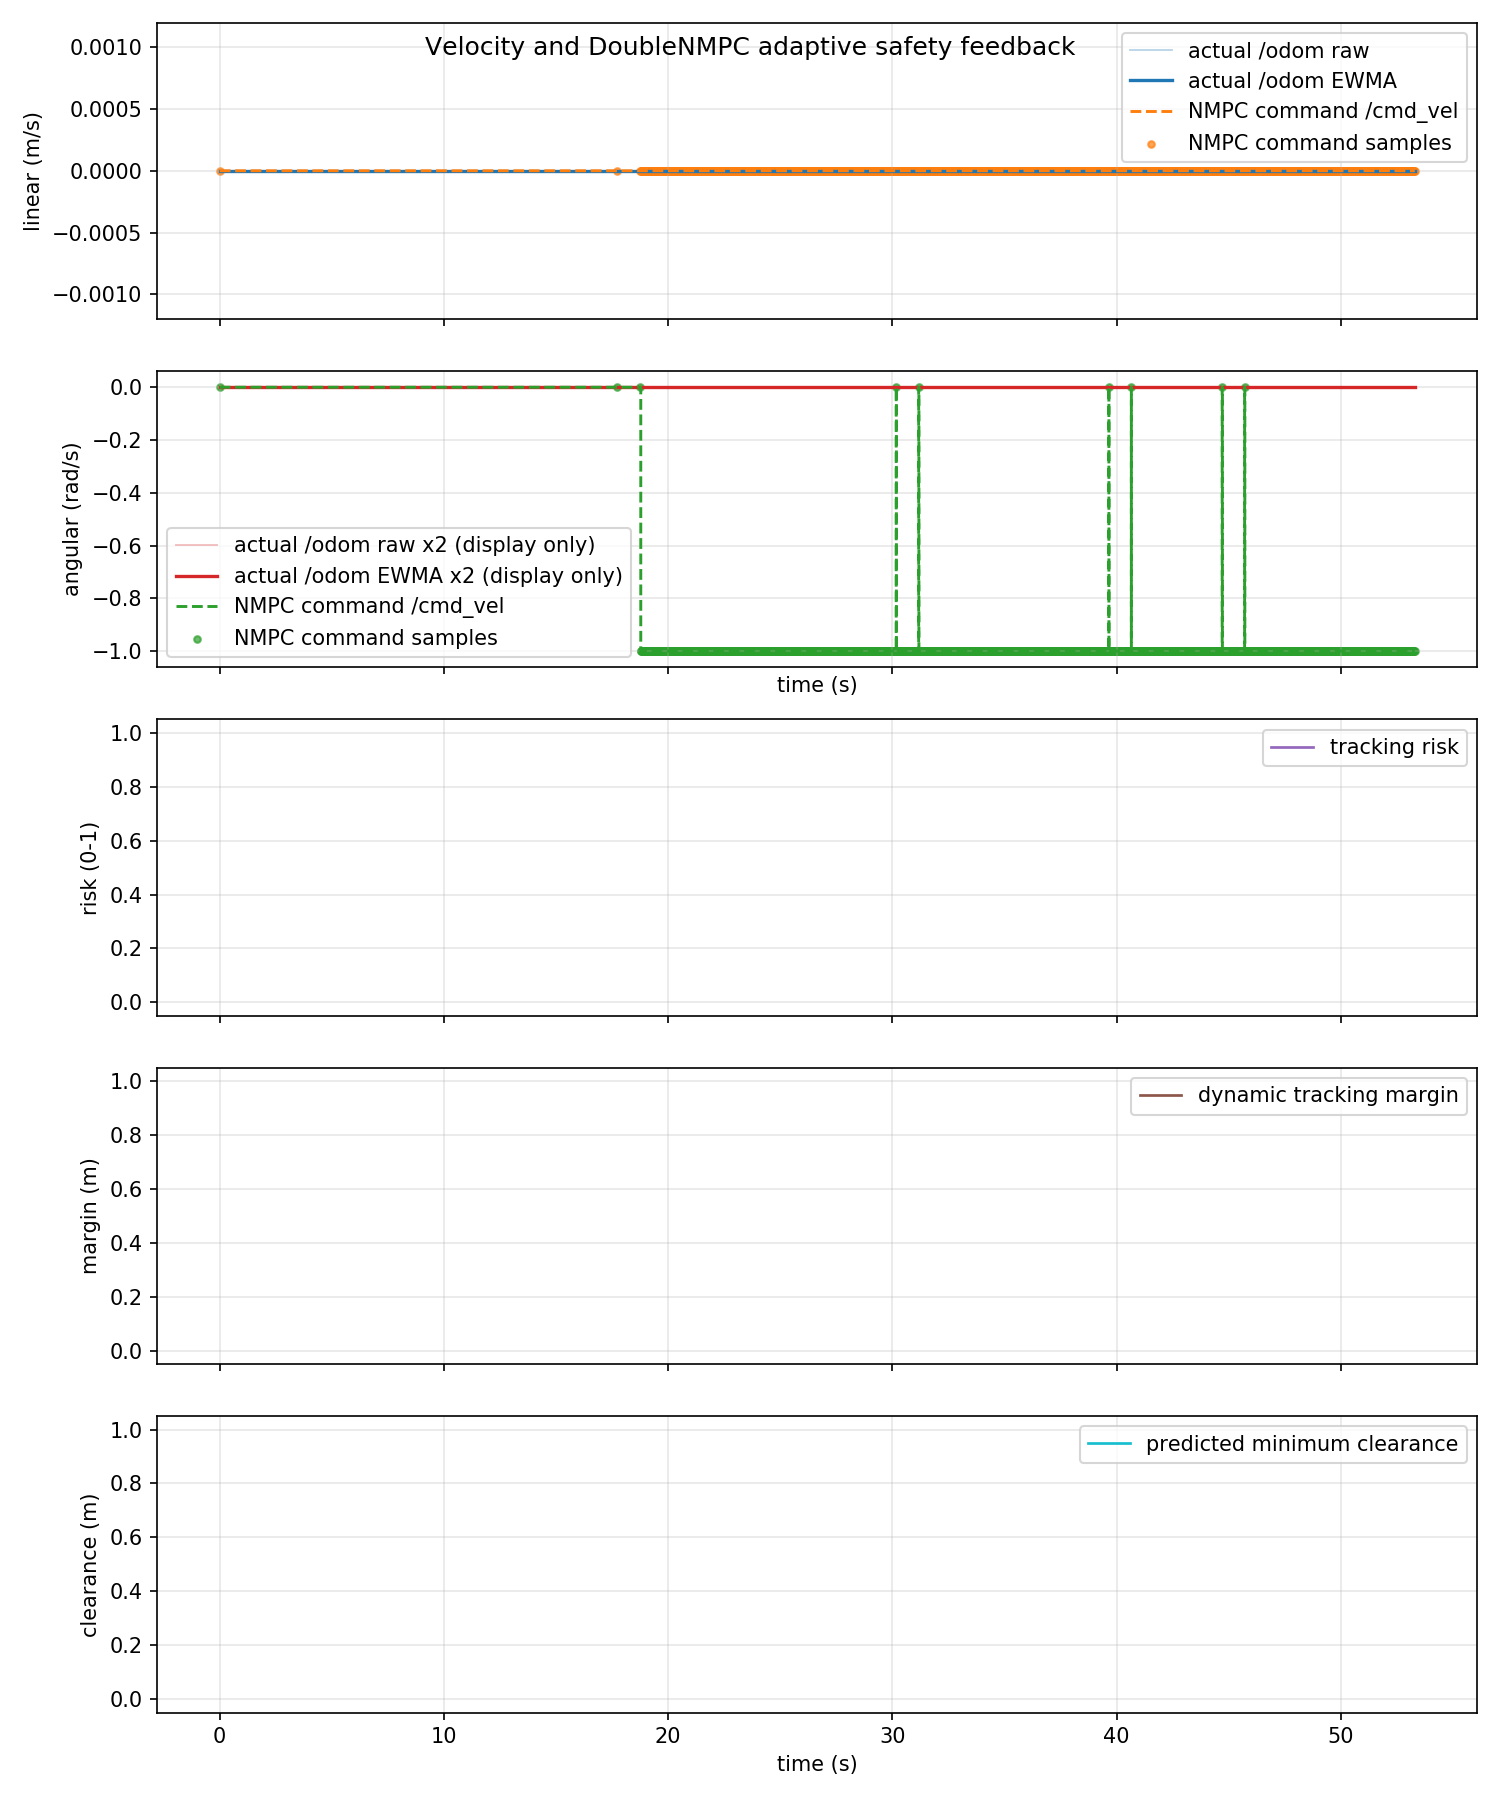 Velocity and DoubleNMPC adaptive safety feedback
0.0010
0.0005
0.0000
−0.0005
−0.0010
linear (m/s)
actual /odom raw
actual /odom EWMA
NMPC command /cmd_vel
NMPC command samples
0.0
−0.2
−0.4
−0.6
−0.8
−1.0
angular (rad/s)
actual /odom raw x2 (display only)
actual /odom EWMA x2 (display only)
NMPC command /cmd_vel
NMPC command samples
time (s)
1.0
0.8
0.6
0.4
0.2
0.0
risk (0-1)
tracking risk
1.0
0.8
0.6
0.4
0.2
0.0
margin (m)
dynamic tracking margin
1.0
0.8
0.6
0.4
0.2
0.0
clearance (m)
predicted minimum clearance
0 10 20 30 40 50
time (s)